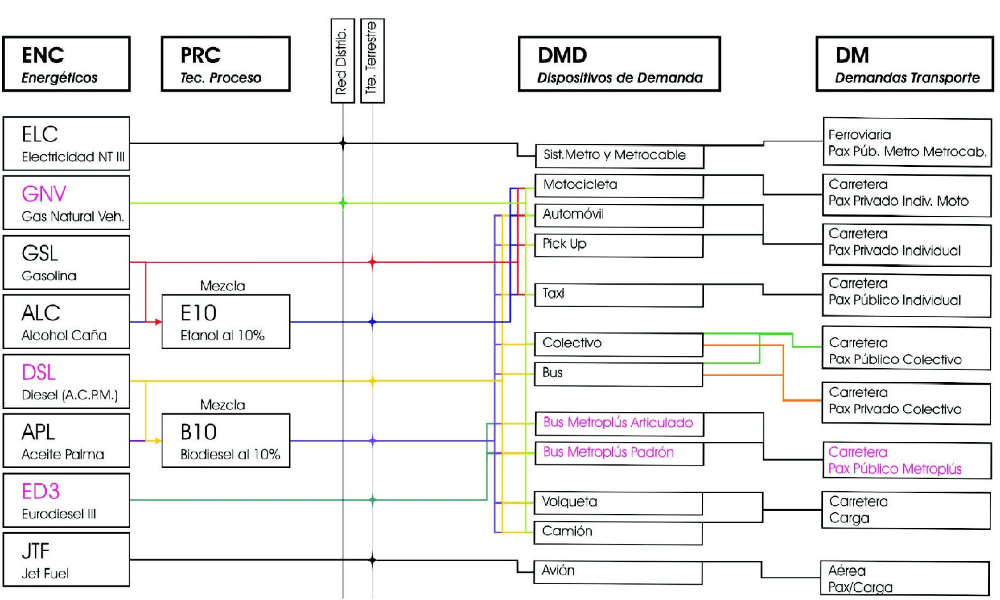 ENC
Energéticos
PRC
Tec. Proceso
Red Distrib.
Tte. Terrestre
DMD
Dispositivos de Demanda
DM
Demandas Transporte
ELC
Electricidad NT III
GNV
Gas Natural Veh.
GSL
Gasolina
ALC
Alcohol Caña
DSL
Diesel (A.C.P.M.)
APL
Aceite Palma
ED3
Eurodiesel III
JTF
Jet Fuel
Mezcla
E10
Etanol al 10%
Mezcla
B10
Biodiesel al 10%
Sist.Metro y Metrocable
Motocicleta
Automóvil
Pick Up
Taxi
Colectivo
Bus
Bus Metroplús Articulado
Bus Metroplús Padrón
Volqueta
Camión
Avión
Ferroviaria
Pax Púb. Metro Metrocab.
Carretera
Pax Privado Indiv. Moto
Carretera
Pax Privado Individual
Carretera
Pax Público Individual
Carretera
Pax Público Colectivo
Carretera
Pax Privado Colectivo
Carretera
Pax Público Metroplús
Carretera
Carga
Aérea
Pax/Carga